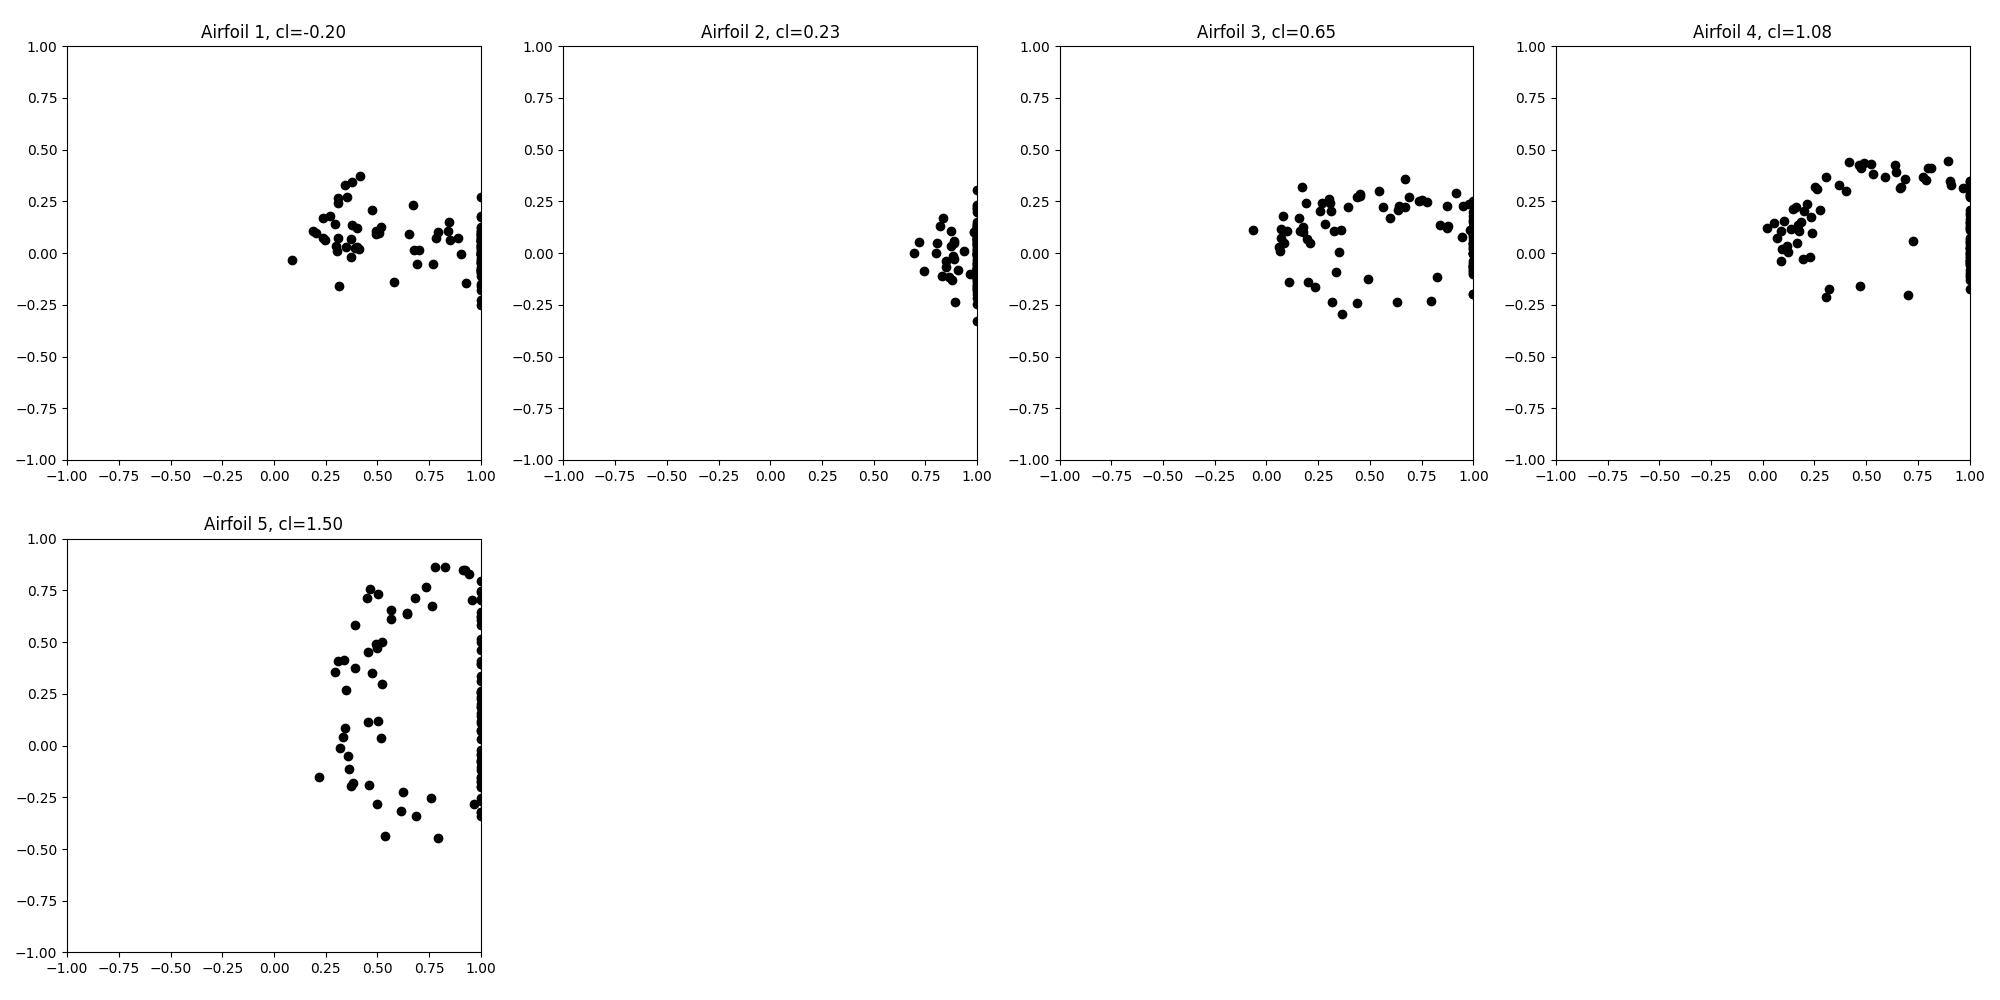 Airfoil 1, cl=-0.20
Airfoil 2, cl=0.23
Airfoil 3, cl=0.65
Airfoil 4, cl=1.08
1.00 1.00 1.00 1.00
0.75 0.75 0.75 0.75
0.50 0.50 0.50 0.50
0.25 0.25 0.25 0.25
0.00 0.00 0.00 0.00
−0.25 −0.25 −0.25 −0.25
−0.50 −0.50 −0.50 −0.50
−0.75 −0.75 −0.75 −0.75
−1.00 −1.00 −1.00 −1.00
−1.00 −0.75 −0.50 −0.25 0.00 0.25 0.50 0.75 1.00
−1.00 −0.75 −0.50 −0.25 0.00 0.25 0.50 0.75 1.00
−1.00 −0.75 −0.50 −0.25 0.00 0.25 0.50 0.75 1.00
−1.00 −0.75 −0.50 −0.25 0.00 0.25 0.50 0.75 1.00
Airfoil 5, cl=1.50
1.00
0.75
0.50
0.25
0.00
−0.25
−0.50
−0.75
−1.00
−1.00 −0.75 −0.50 −0.25 0.00 0.25 0.50 0.75 1.00